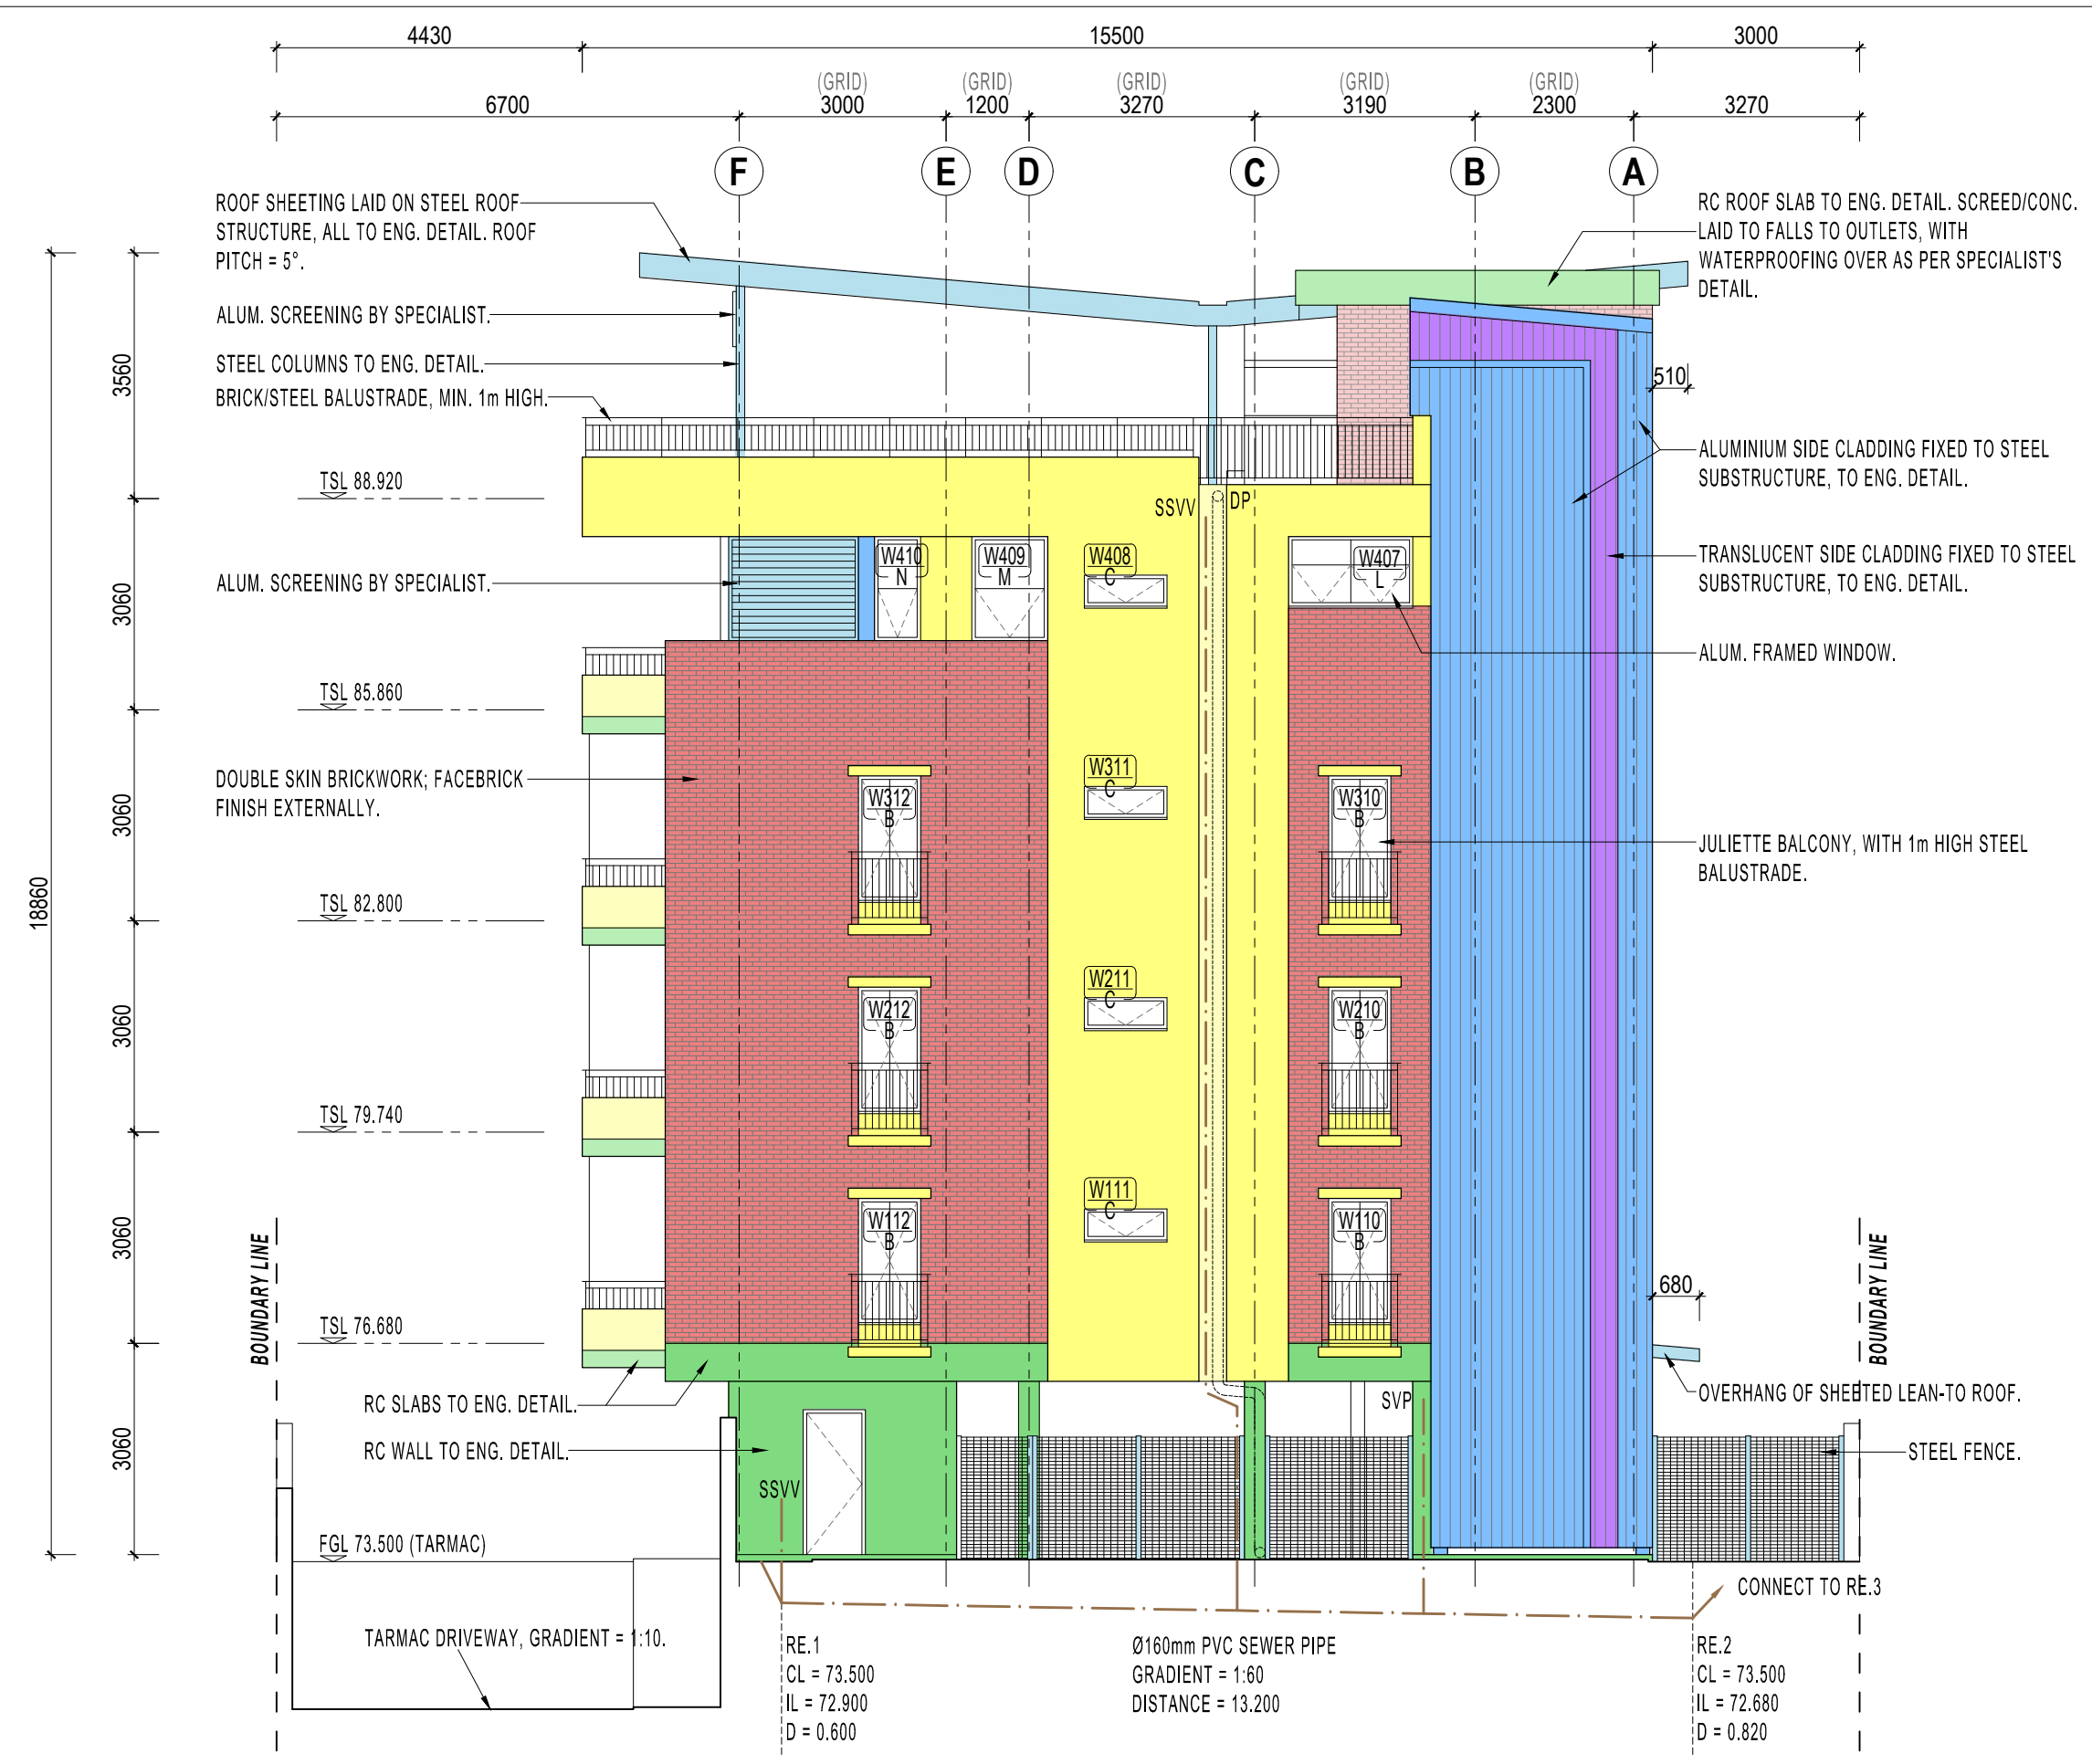 4430
15500
3000
(GRID)
(GRID)
(GRID)
(GRID)
(GRID)
6700
3000
1200
3270
3190
2300
3270
F
E
D
C
B
A
ROOF SHEETING LAID ON STEEL ROOF
STRUCTURE, ALL TO ENG. DETAIL. ROOF
PITCH = 5°.
ALUM. SCREENING BY SPECIALIST.
STEEL COLUMNS TO ENG. DETAIL.
BRICK/STEEL BALUSTRADE, MIN. 1m HIGH.
RC ROOF SLAB TO ENG. DETAIL. SCREED/CONC.
LAID TO FALLS TO OUTLETS, WITH
WATERPROOFING OVER AS PER SPECIALIST'S
DETAIL.
510
ALUMINIUM SIDE CLADDING FIXED TO STEEL
SUBSTRUCTURE, TO ENG. DETAIL.
TRANSLUCENT SIDE CLADDING FIXED TO STEEL
SUBSTRUCTURE, TO ENG. DETAIL.
ALUM. FRAMED WINDOW.
JULIETTE BALCONY, WITH 1m HIGH STEEL
BALUSTRADE.
680
OVERHANG OF SHEETED LEAN-TO ROOF.
STEEL FENCE.
CONNECT TO RE.3
18860
3560
3060
3060
3060
3060
3060
TSL 88.920
ALUM. SCREENING BY SPECIALIST.
TSL 85.860
DOUBLE SKIN BRICKWORK; FACEBRICK
FINISH EXTERNALLY.
TSL 82.800
TSL 79.740
TSL 76.680
RC SLABS TO ENG. DETAIL.
RC WALL TO ENG. DETAIL.
FGL 73.500 (TARMAC)
TARMAC DRIVEWAY, GRADIENT = 1:10.
BOUNDARY LINE
BOUNDARY LINE
SSVV
DP
W410
N
W409
M
W408
C
W407
L
W312
B
W311
C
W310
B
W212
B
W211
C
W210
B
W112
B
W111
C
W110
B
SVP
SSVV
RE.1
CL = 73.500
IL = 72.900
D = 0.600
Ø160mm PVC SEWER PIPE
GRADIENT = 1:60
DISTANCE = 13.200
RE.2
CL = 73.500
IL = 72.680
D = 0.820